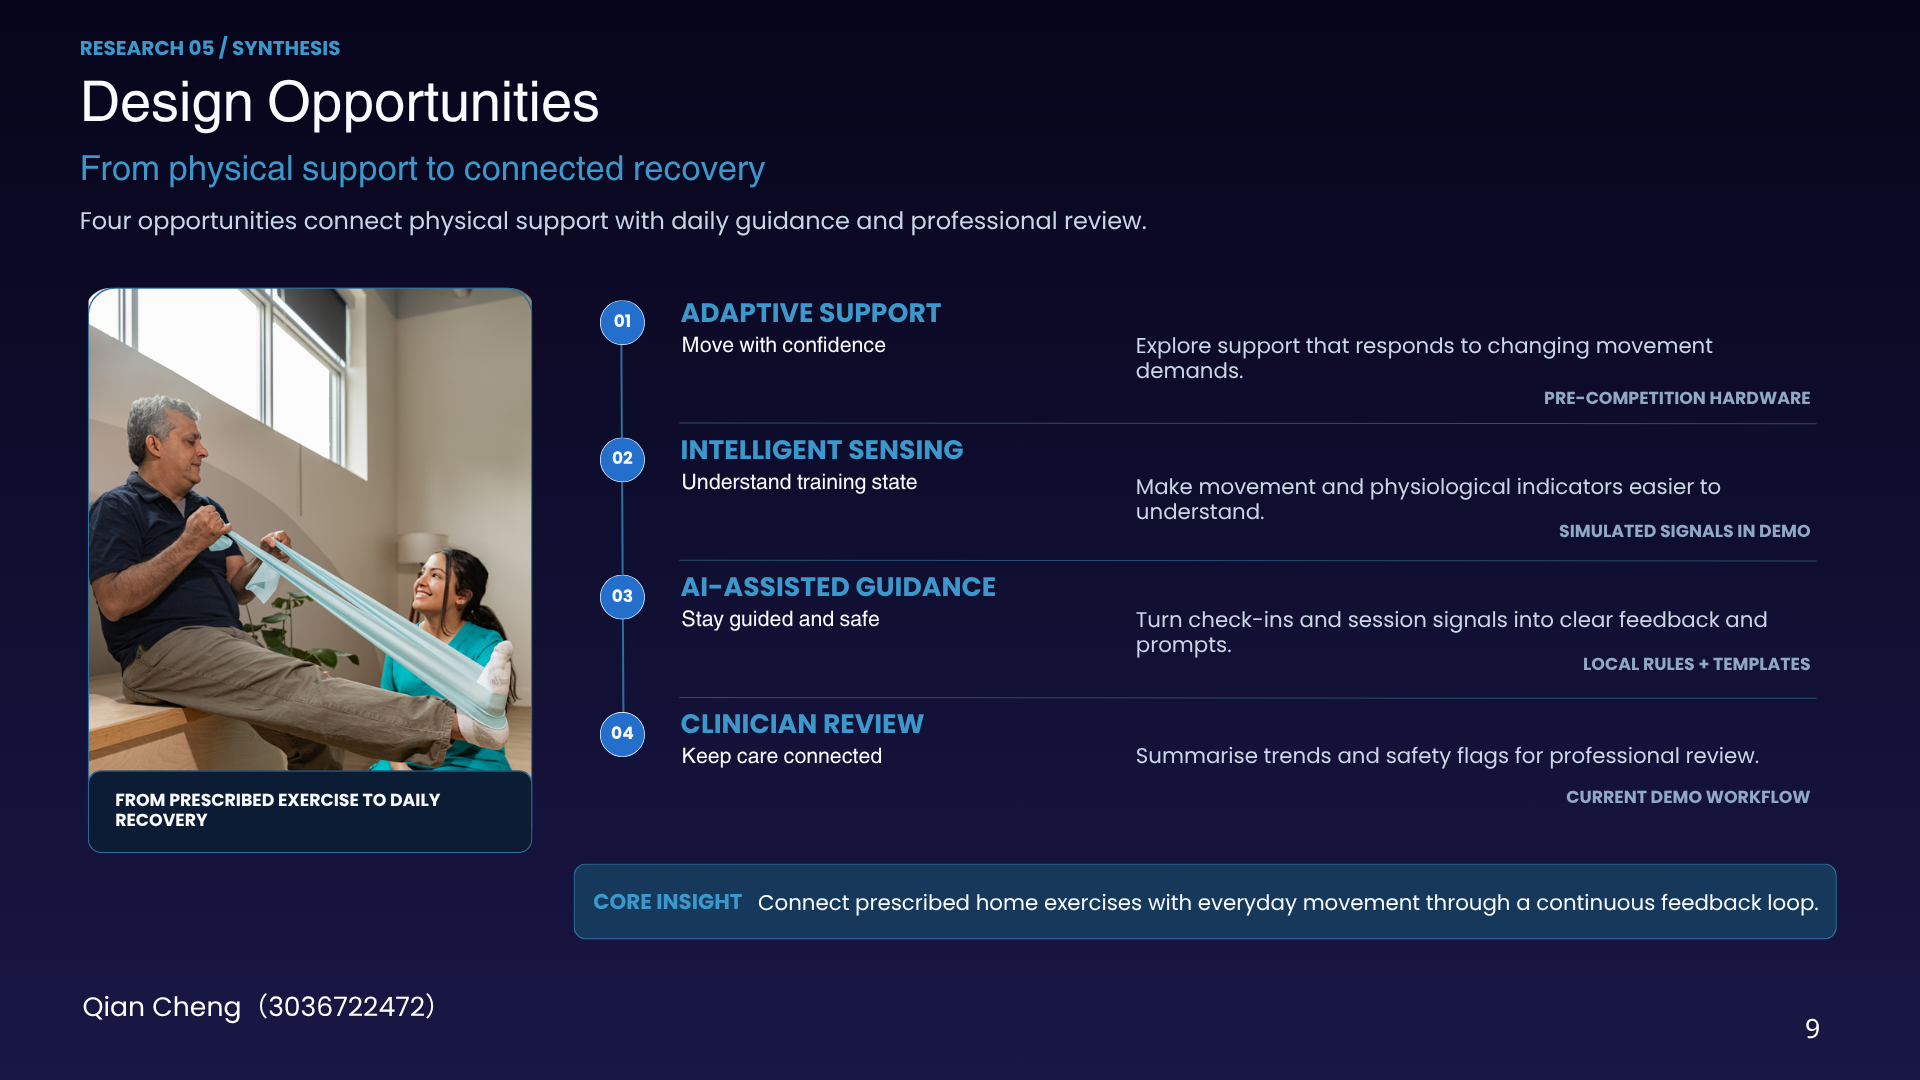 RESEARCH 05 / SYNTHESIS
Design Opportunities
From physical support to connected recovery
Four opportunities connect physical support with daily guidance and professional review.
01
ADAPTIVE SUPPORT
Move with confidence
Explore support that responds to changing movement
demands.
PRE-COMPETITION HARDWARE
02
INTELLIGENT SENSING
Understand training state
Make movement and physiological indicators easier to
understand.
SIMULATED SIGNALS IN DEMO
03
AI-ASSISTED GUIDANCE
Stay guided and safe
Turn check-ins and session signals into clear feedback and
prompts.
LOCAL RULES + TEMPLATES
04
CLINICIAN REVIEW
Keep care connected
Summarise trends and safety flags for professional review.
CURRENT DEMO WORKFLOW
FROM PRESCRIBED EXERCISE TO DAILY
RECOVERY
CORE INSIGHT Connect prescribed home exercises with everyday movement through a continuous feedback loop.
Qian Cheng（3036722472）
9